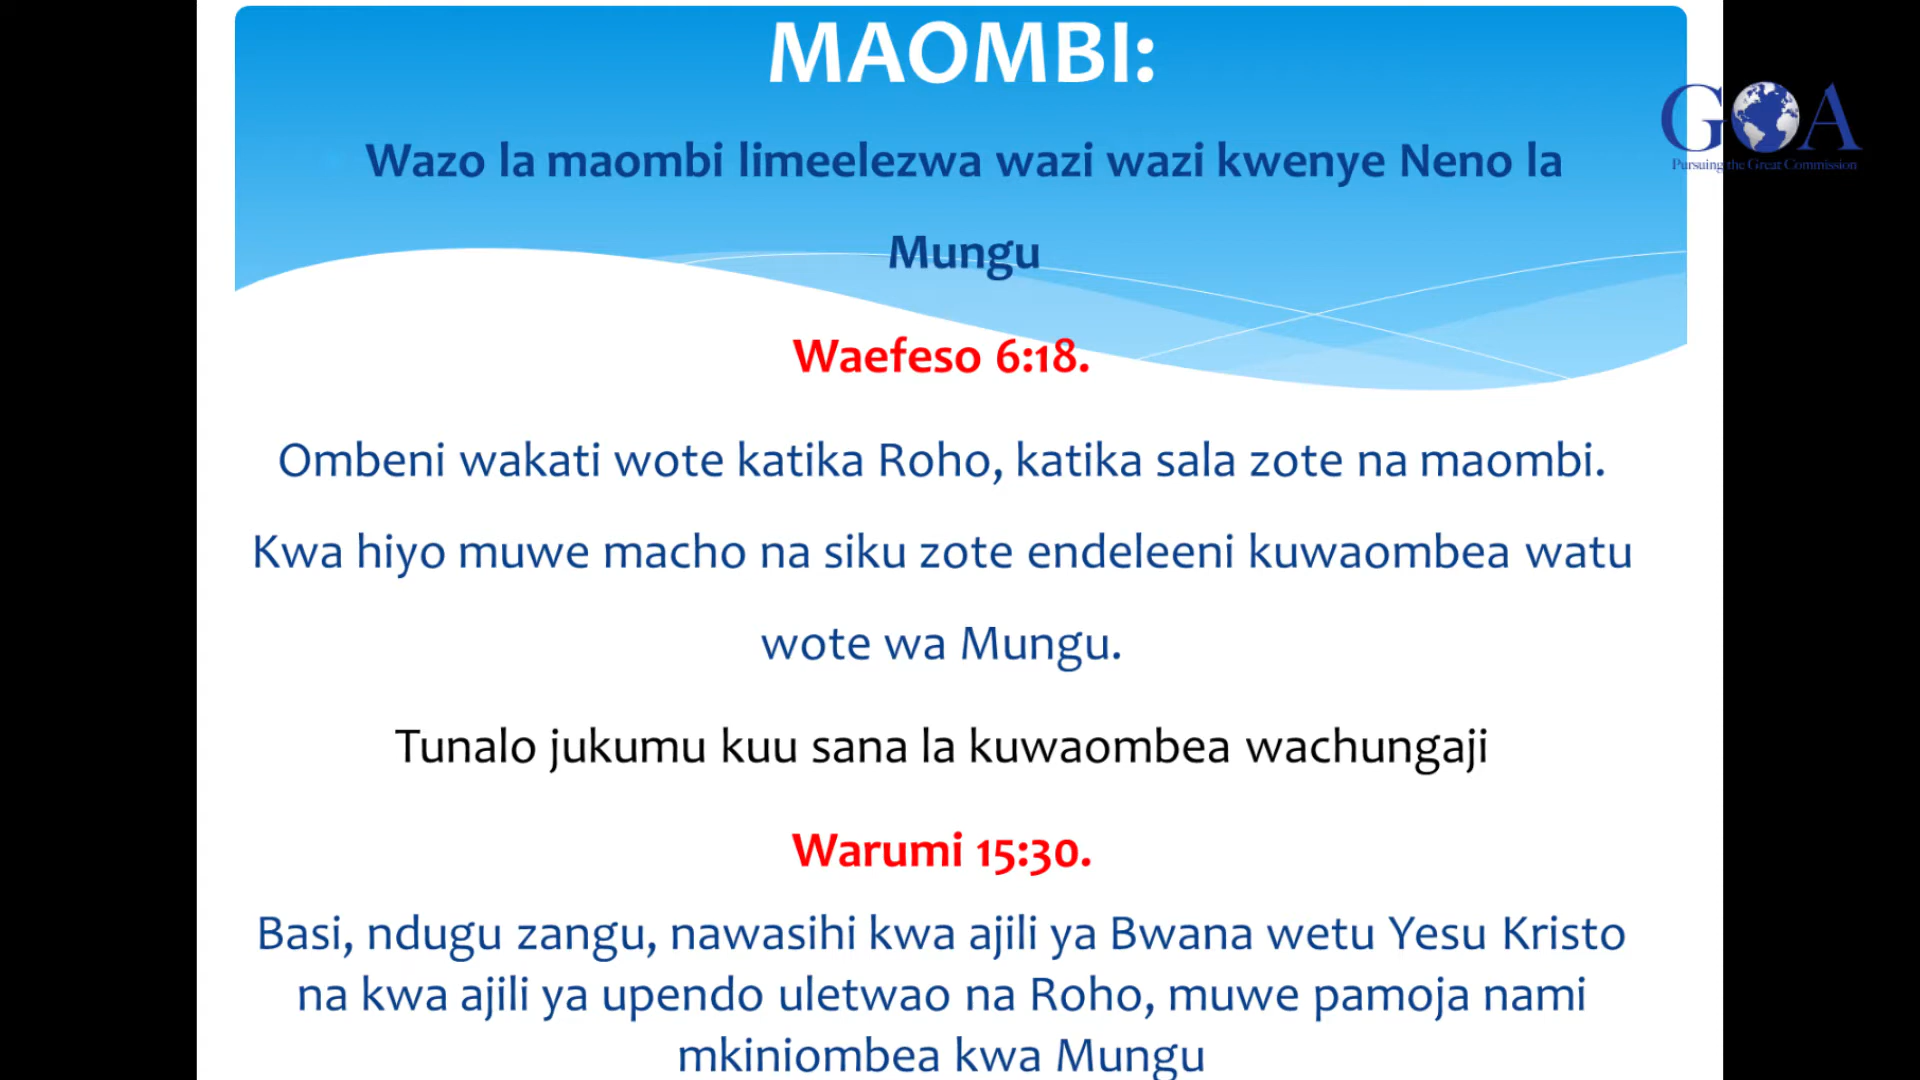 MAOMBI:
GOA
Pursuing the Great Commission
Wazo la maombi limeelezwa wazi wazi kwenye Neno la
Mungu
Waefeso 6:18.
Ombeni wakati wote katika Roho, katika sala zote na maombi.
Kwa hiyo muwe macho na siku zote endeleeni kuwaombea watu
wote wa Mungu.
Tunalo jukumu kuu sana la kuwaombea wachungaji
Warumi 15:30.
Basi, ndugu zangu, nawasihi kwa ajili ya Bwana wetu Yesu Kristo
na kwa ajili ya upendo uletwao na Roho, muwe pamoja nami
mkiniombea kwa Mungu